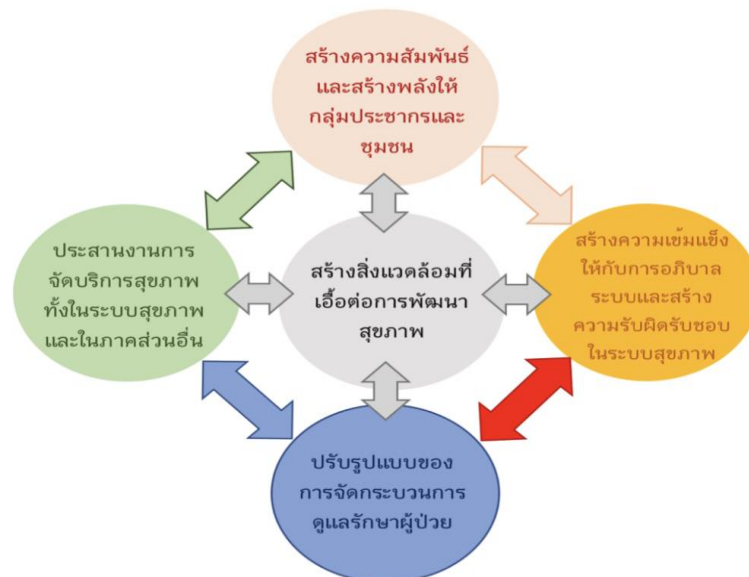 สร้างความสัมพันธ์
และสร้างพลังให้
กลุ่มประชากรและ
ชุมชน
ประสานงานการ
จัดบริการสุขภาพ
ทั้งในระบบสุขภาพ
และในภาคส่วนอื่น
สร้างสิ่งแวดล้อมที่
เอื้อต่อการพัฒนา
สุขภาพ
สร้างความเข้มแข็ง
ให้กับการอภิบาล
ระบบและสร้าง
ความรับผิดรับชอบ
ในระบบสุขภาพ
ปรับรูปแบบของ
การจัดกระบวนการ
ดูแลรักษาผู้ป่วย